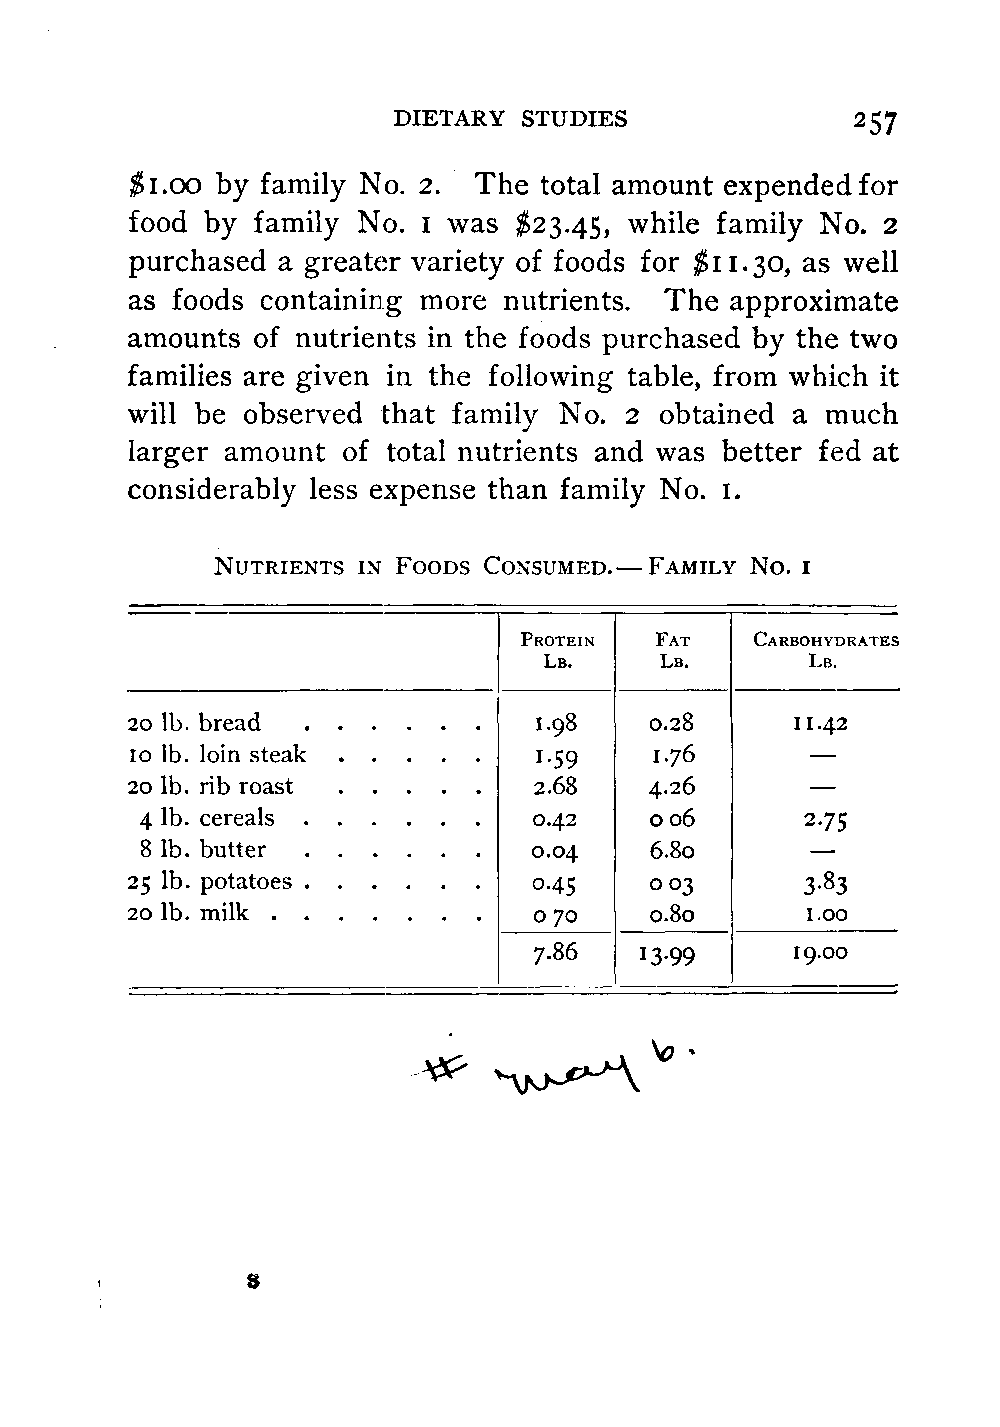 DIETARY STUDIES 257
$1.00 by family No. 2. The total amount expended for
food by family No. 1 was $23.45, while family No. 2
purchased a greater variety of foods for $11.30, as well
as foods containing more nutrients. The approximate
amounts of nutrients in the foods purchased by the two
families are given in the following table, from which it
will be observed that family No. 2 obtained a much
larger amount of total nutrients and was better fed at
considerably less expense than family No. 1.
NUTRIENTS IN FOODS CONSUMED.— FAMILY NO. 1
PROTEIN FAT CARBOHYDRATES
LB. LB. LB.
20 lb. bread . . . . . . 1.98 0.28 11.42
10 lb. loin steak . . . . . 1.59 1.76 —
20 lb. rib roast . . . . . 2.68 4.26 —
4 lb. cereals . . . . . . 0.42 0 06 2.75
8 lb. butter . . . . . . 0.04 6.80 —
25 lb. potatoes . . . . . . 0.45 0 03 3.83
20 lb. milk . . . . . . . 0 70 0.80 1.00
7.86 13.99 19.00
# may 6.
S